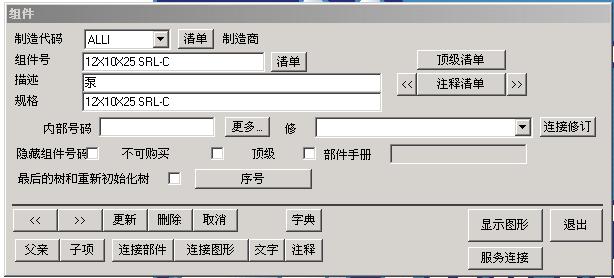 组件
制造代码 ALLI 清单 制造商
组件号 12X10X25 SRL-C 清单 顶级清单
描述 泵 << 注释清单 >>
规格 12X10X25 SRL-C
内部号码 更多... 修 连接修订
隐藏组件号码 不可购买 顶级 部件手册
最后的树和重新初始化树 序号
<< >> 更新 删除 取消 字典 显示图形 退出
父亲 子项 连接部件 连接图形 文字 注释 服务连接